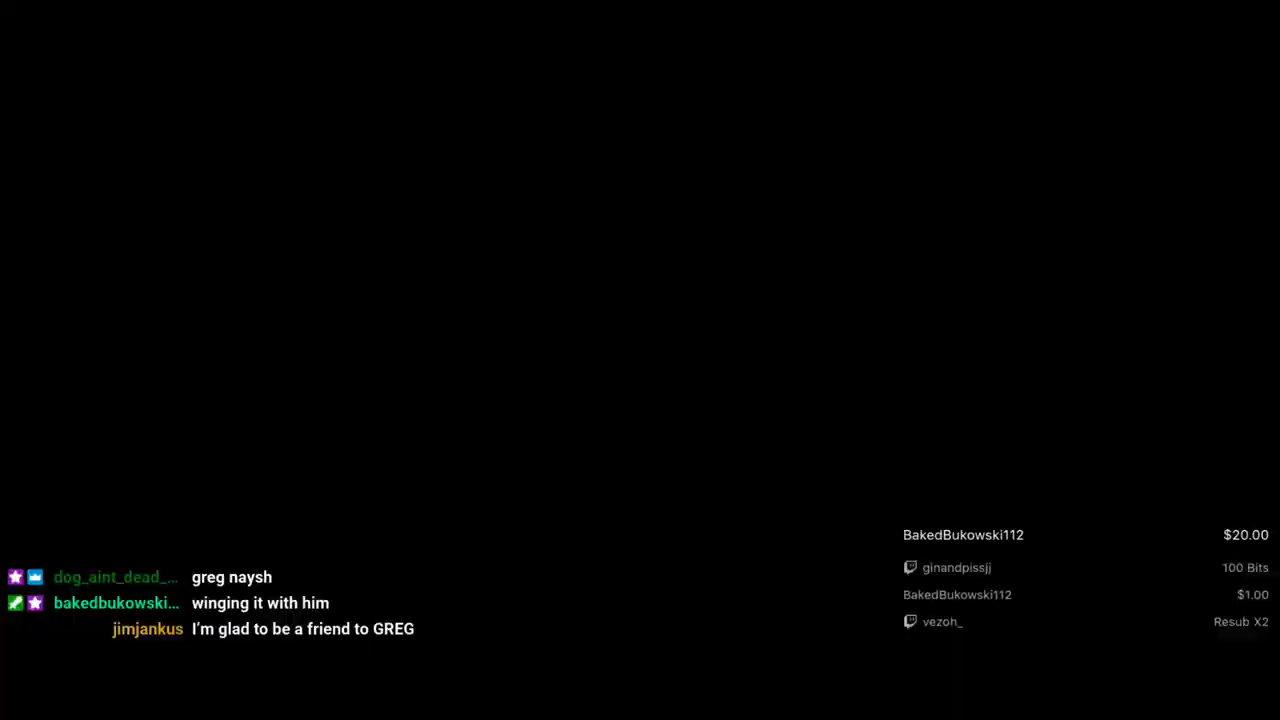 BakedBukowski112 $20.00
ginandpissjj 100 Bits
BakedBukowski112 $1.00
vezoh_ Resub X2
dog_aint_dead_... greg naysh
bakedbukowski... winging it with him
jimjankus I'm glad to be a friend to GREG